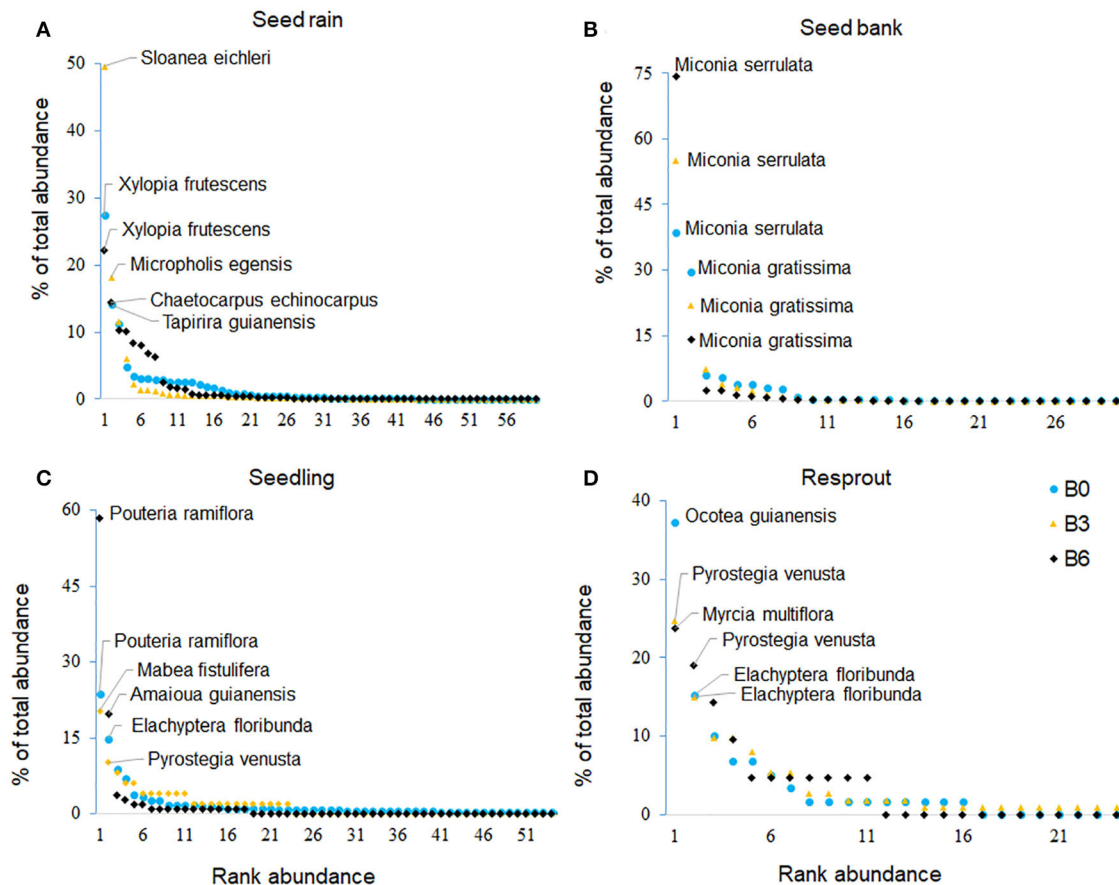 A
Seed rain
50
40
30
20
10
0
% of total abundance
Sloanea eichleri
Xylopia frutescens
Xylopia frutescens
Micropholis egensis
Chaetocarpus echinocarpus
Tapirira guianensis
1 6 11 16 21 26 31 36 41 46 51 56
B
Seed bank
75
60
45
30
15
0
% of total abundance
Miconia serrulata
Miconia serrulata
Miconia serrulata
Miconia gratissima
Miconia gratissima
Miconia gratissima
1 6 11 16 21 26
C
Seedling
60
45
30
15
0
% of total abundance
Pouteria ramiflora
Pouteria ramiflora
Mabea fistulifera
Amaioua guianensis
Elachyptera floribunda
Pyrostegia venusta
1 6 11 16 21 26 31 36 41 46 51
Rank abundance
D
Resprout
40
30
20
10
0
% of total abundance
Ocotea guianensis
Pyrostegia venusta
Myrcia multiflora
Pyrostegia venusta
Elachyptera floribunda
Elachyptera floribunda
B0
B3
B6
1 6 11 16 21
Rank abundance